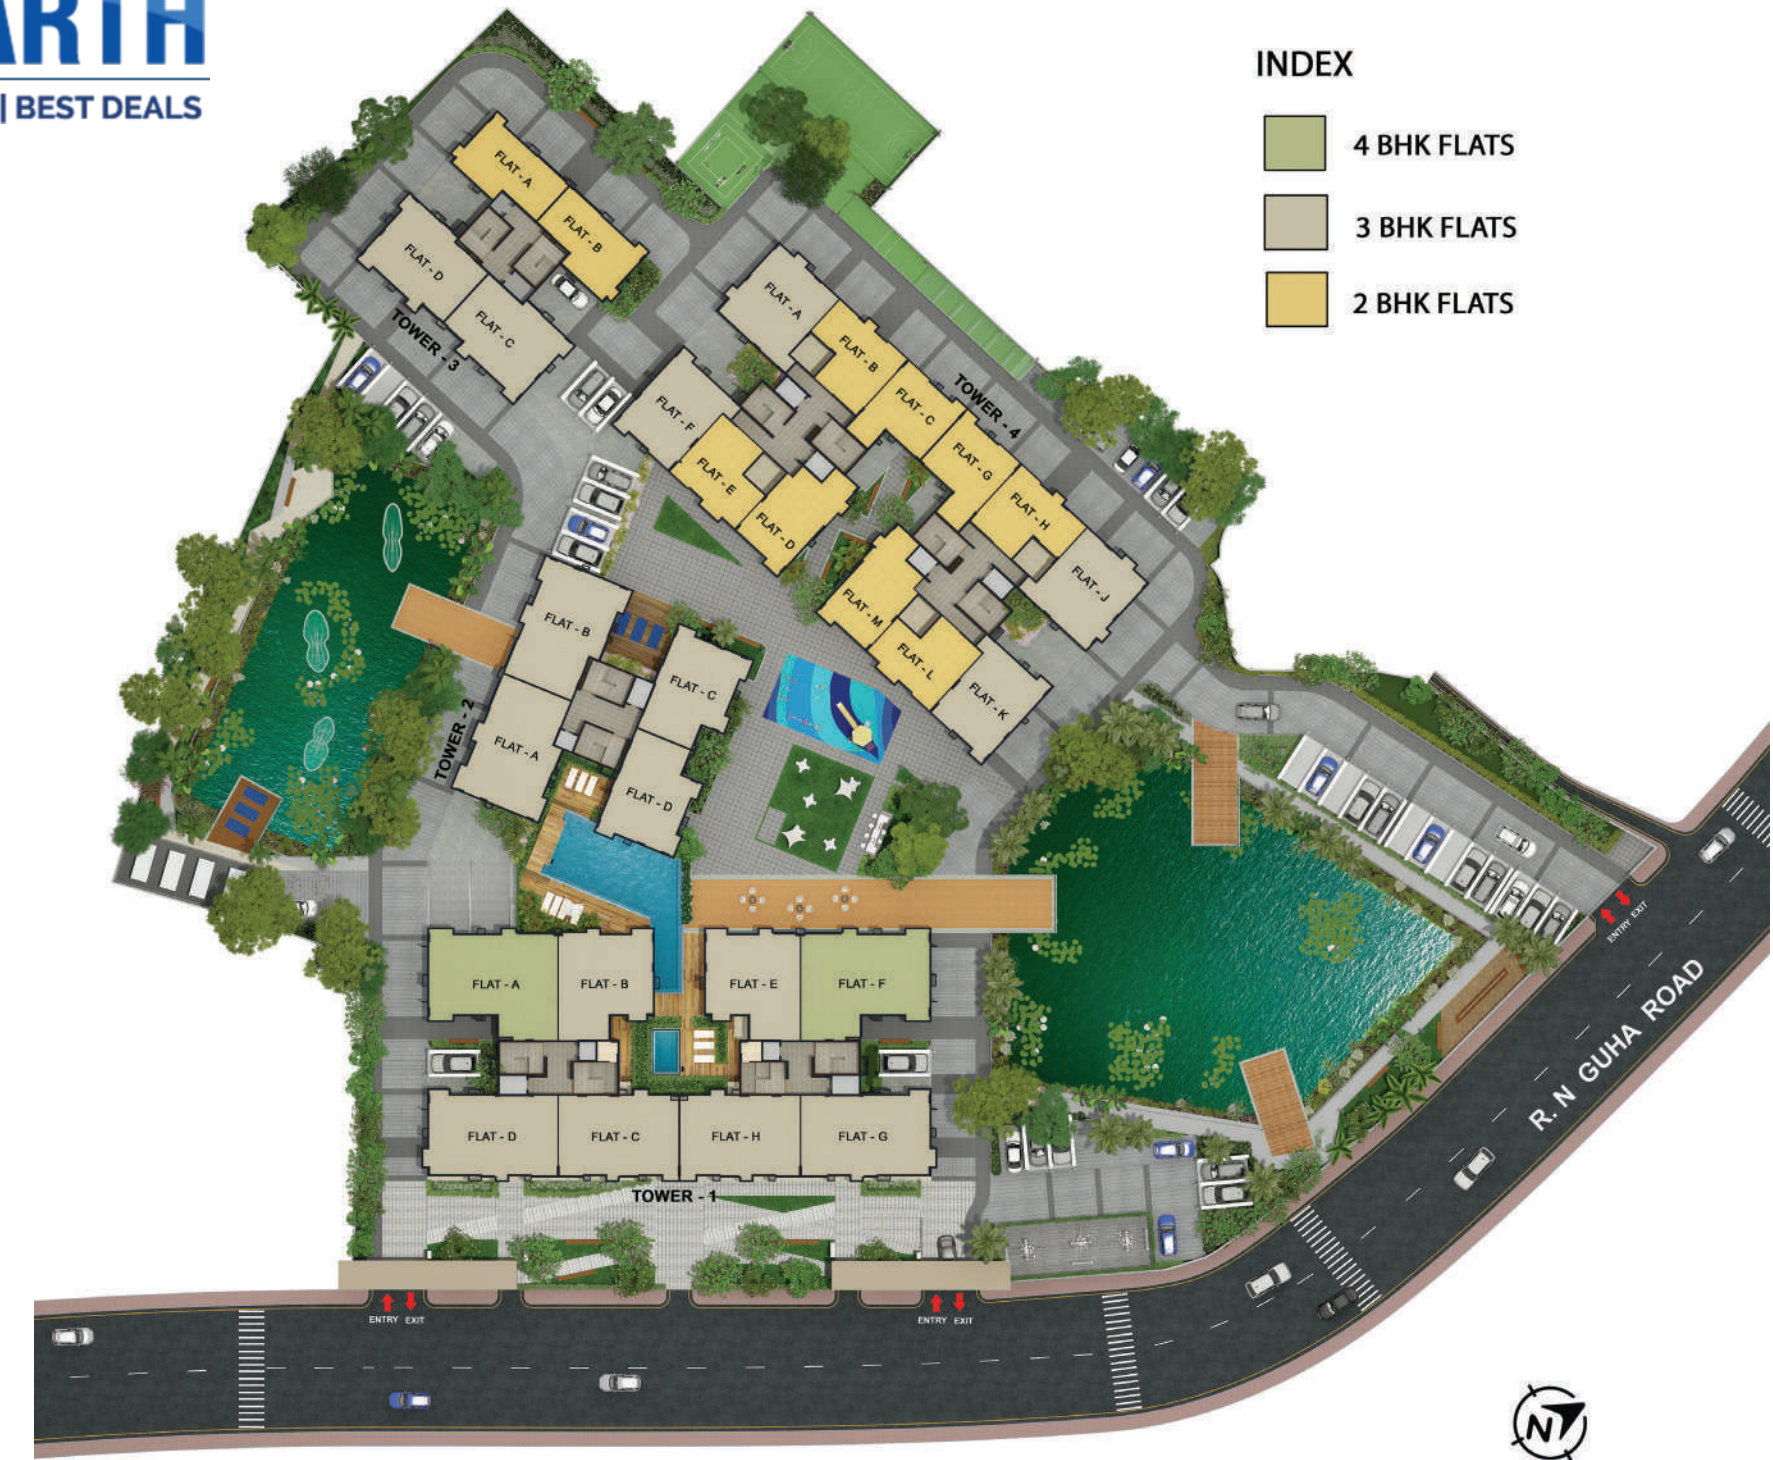 ARTH
| BEST DEALS
INDEX
4 BHK FLATS
3 BHK FLATS
2 BHK FLATS
FLAT - A
FLAT - B
FLAT - D
FLAT - C
TOWER - 3
FLAT - A
FLAT - B
FLAT - C
TOWER - 4
FLAT - F
FLAT - E
FLAT - D
FLAT - G
FLAT - H
FLAT - J
FLAT - M
FLAT - L
FLAT - K
FLAT - B
FLAT - C
FLAT - A
FLAT - D
TOWER - 2
FLAT - A
FLAT - B
FLAT - E
FLAT - F
FLAT - D
FLAT - C
FLAT - H
FLAT - G
TOWER - 1
ENTRY EXIT
R. N GUHA ROAD
ENTRY EXIT
ENTRY EXIT
N